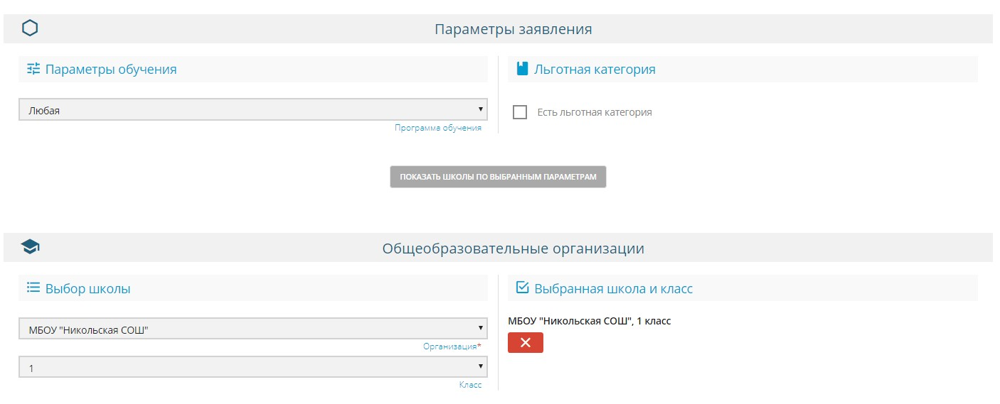 Параметры заявления
Параметры обучения
Льготная категория
Любая
Программа обучения
Есть льготная категория
ПОКАЗАТЬ ШКОЛЫ ПО ВЫБРАННЫМ ПАРАМЕТРАМ
Общеобразовательные организации
Выбор школы
Выбранная школа и класс
МБОУ "Никольская СОШ"
Организация*
1
Класс
МБОУ "Никольская СОШ", 1 класс